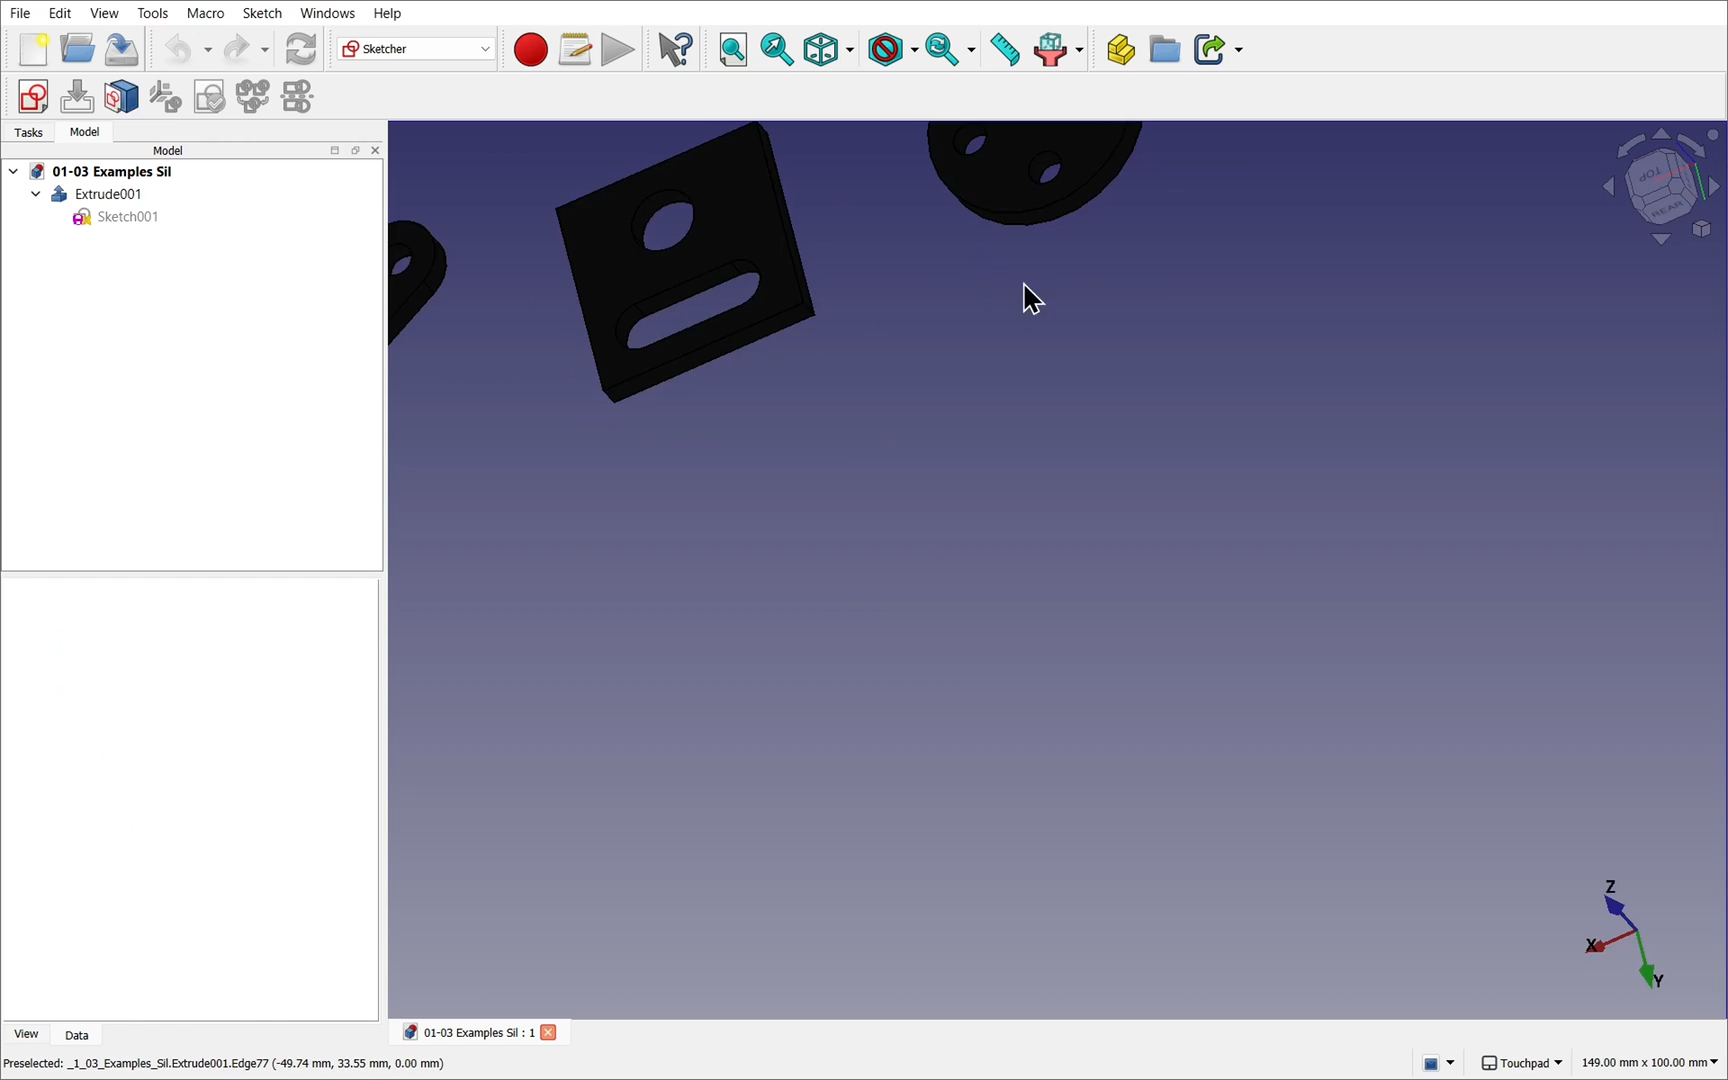 File Edit View Tools Macro Sketch Windows Help
Sketcher
Tasks Model
Model
01-03 Examples Sil
Extrude001
Sketch001
TOP
REAR
Z
X
Y
01-03 Examples Sil : 1
View Data
Preselected: _1_03_Examples_Sil.Extrude001.Edge77 (-49.74 mm, 33.55 mm, 0.00 mm)
Touchpad
149.00 mm x 100.00 mm